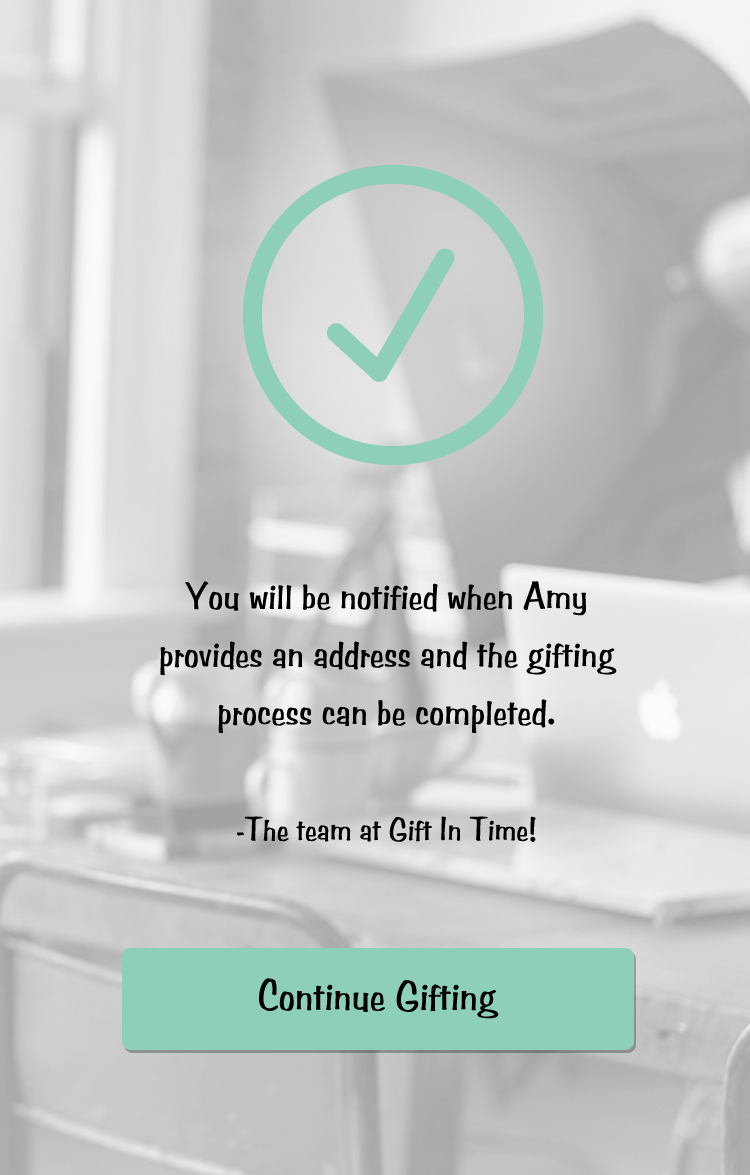 You will be notified when Amy
provides an address and the gifting
process can be completed.
-The team at Gift In Time!
Continue Gifting